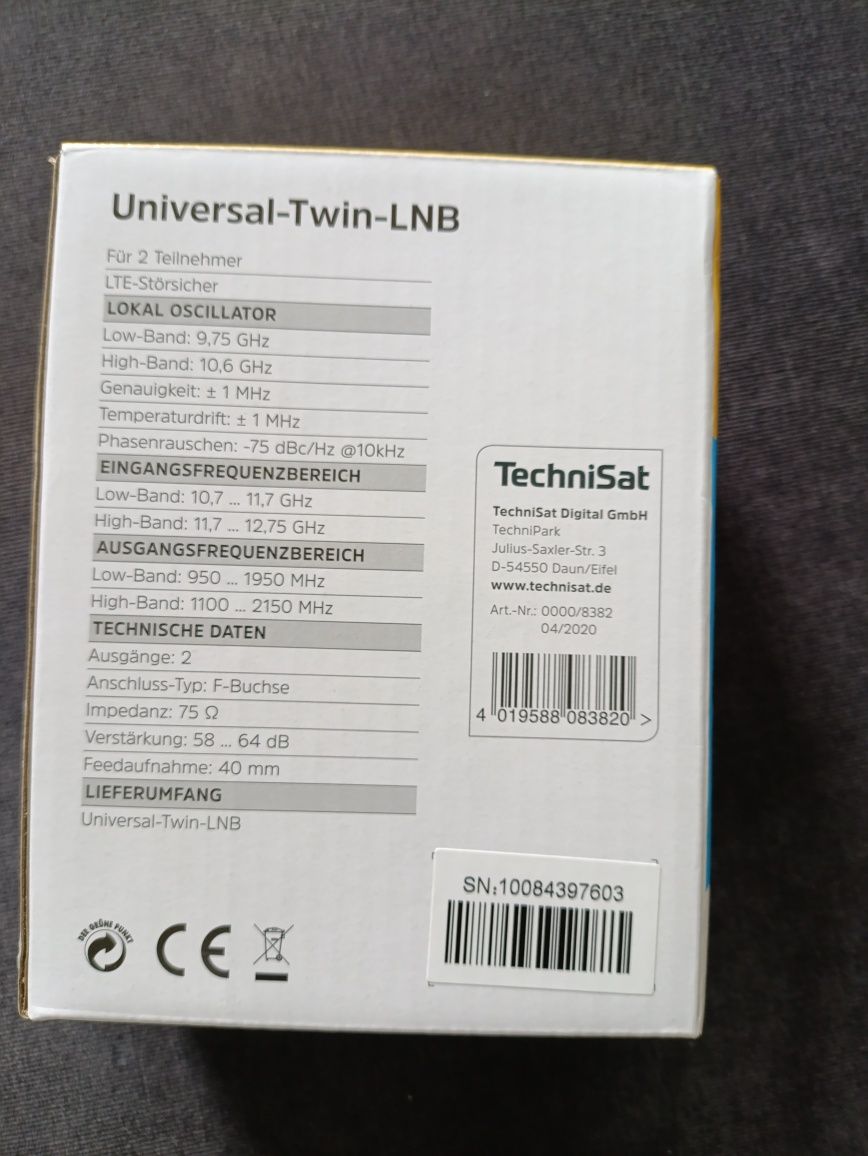 Universal-Twin-LNB
Für 2 Teilnehmer
LTE-Störsicher
LOKAL OSCILLATOR
Low-Band: 9,75 GHz
High-Band: 10,6 GHz
Genauigkeit: ± 1 MHz
Temperaturdrift: ± 1 MHz
Phasenrauschen: -75 dBc/Hz @10kHz
EINGANGSFREQUENZBEREICH
Low-Band: 10,7 ... 11,7 GHz
High-Band: 11,7 ... 12,75 GHz
AUSGANGSFREQUENZBEREICH
Low-Band: 950 ... 1950 MHz
High-Band: 1100 ... 2150 MHz
TECHNISCHE DATEN
Ausgänge: 2
Anschluss-Typ: F-Buchse
Impedanz: 75 Ω
Verstärkung: 58 ... 64 dB
Feedaufnahme: 40 mm
LIEFERUMFANG
Universal-Twin-LNB
TechniSat
TechniSat Digital GmbH
TechniPark
Julius-Saxler-Str. 3
D-54550 Daun/Eifel
www.technisat.de
Art.-Nr.: 0000/8382
04/2020
4 019588 083820 >
SN:10084397603
DER GRÜNE PUNKT
CE